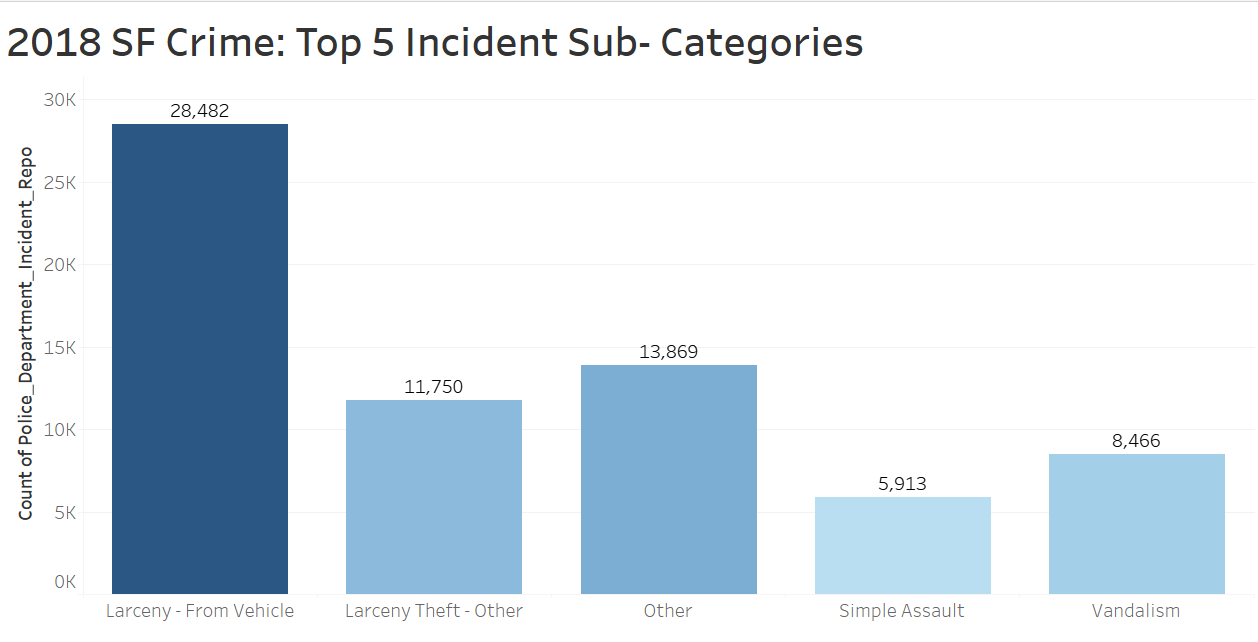 2018 SF Crime: Top 5 Incident Sub- Categories
Count of Police_Department_Incident_Repo
30K
25K
20K
15K
10K
5K
0K
28,482
11,750
13,869
5,913
8,466
Larceny - From Vehicle
Larceny Theft - Other
Other
Simple Assault
Vandalism